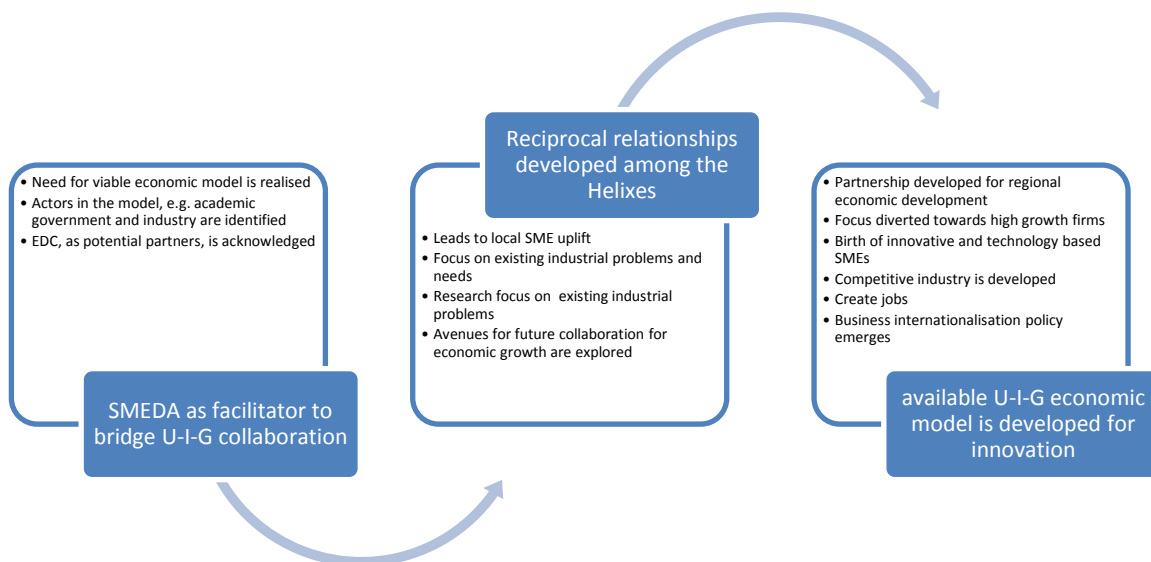 • Need for viable economic model is realised
• Actors in the model, e.g. academic
government and industry are identified
• EDC, as potential partners, is acknowledged
SMEDA as facilitator to
bridge U-I-G collaboration
Reciprocal relationships
developed among the
Helixes
• Leads to local SME uplift
• Focus on existing industrial problems and
needs
• Research focus on existing industrial
problems
• Avenues for future collaboration for
economic growth are explored
• Partnership developed for regional
economic development
• Focus diverted towards high growth firms
• Birth of innovative and technology based
SMEs
• Competitive industry is developed
• Create jobs
• Business internationalisation policy
emerges
available U-I-G economic
model is developed for
innovation